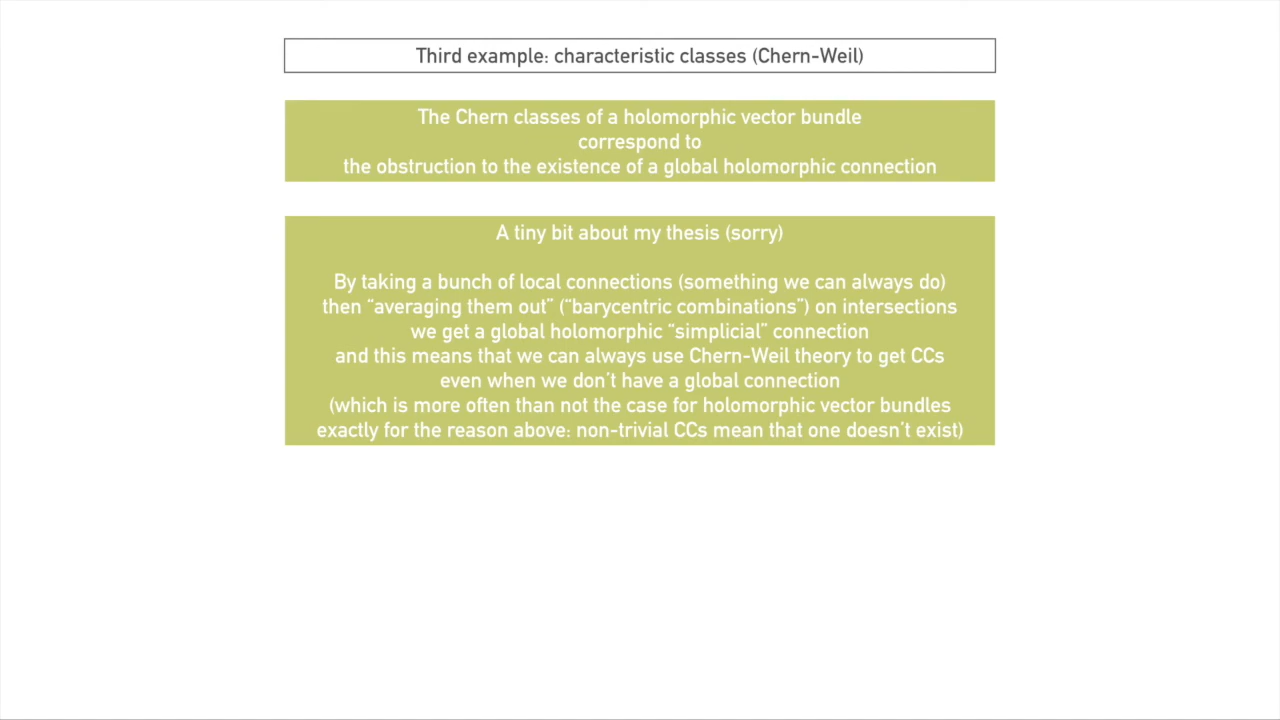 Third example: characteristic classes (Chern-Weil)
The Chern classes of a holomorphic vector bundle
correspond to
the obstruction to the existence of a global holomorphic connection
A tiny bit about my thesis (sorry)
By taking a bunch of local connections (something we can always do)
then “averaging them out” (“barycentric combinations”) on intersections
we get a global holomorphic “simplicial” connection
and this means that we can always use Chern-Weil theory to get CCs
even when we don’t have a global connection
(which is more often than not the case for holomorphic vector bundles
exactly for the reason above: non-trivial CCs mean that one doesn’t exist)